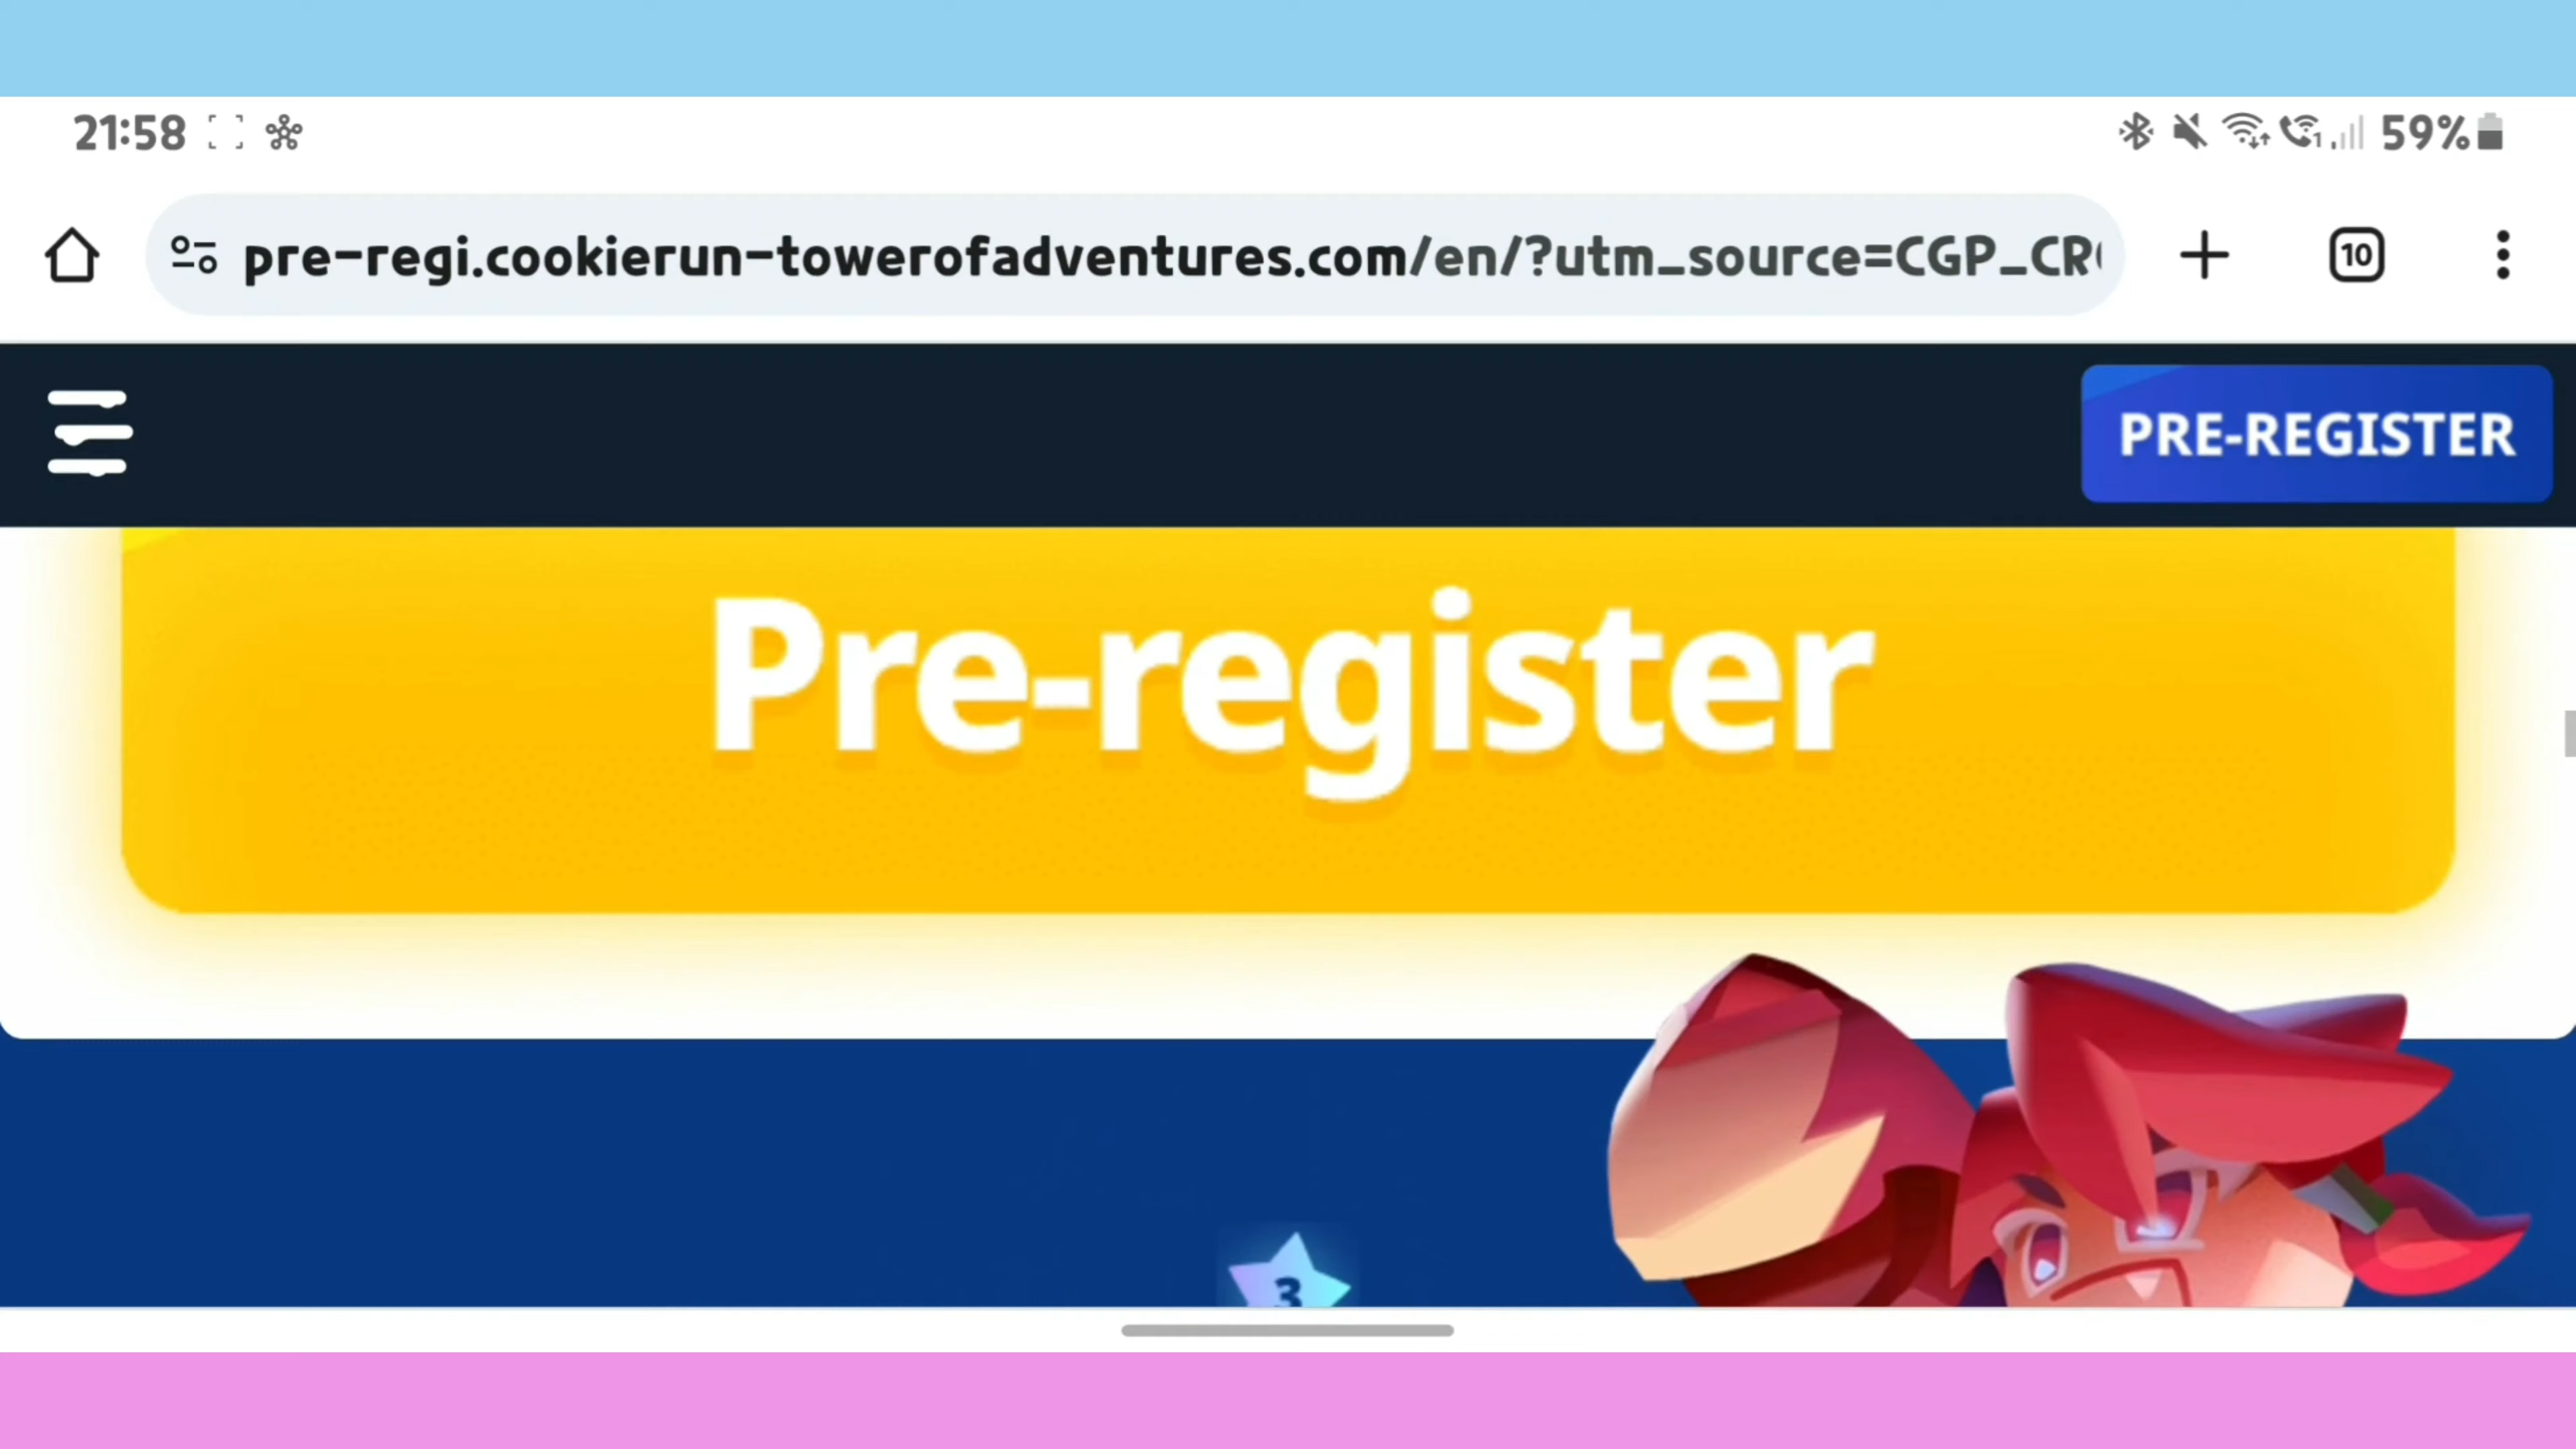 21:58 59%
pre-regi.cookierun-towerofadventures.com/en/?utm_source=CGP_CR
10
PRE-REGISTER
Pre-register
3